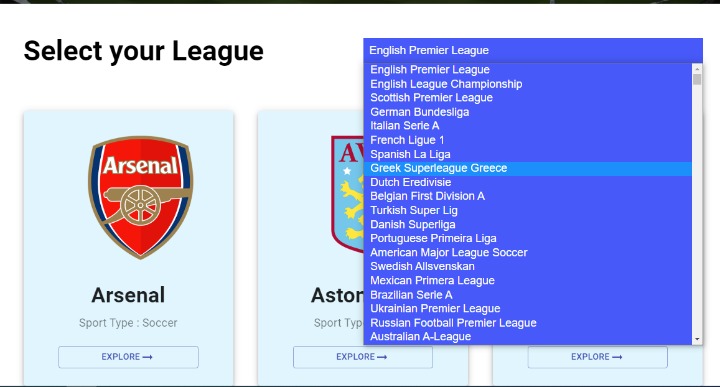 Select your League
English Premier League
English Premier League
English League Championship
Scottish Premier League
German Bundesliga
Italian Serie A
French Ligue 1
Spanish La Liga
Greek Superleague Greece
Dutch Eredivisie
Belgian First Division A
Turkish Super Lig
Danish Superliga
Portuguese Primeira Liga
American Major League Soccer
Swedish Allsvenskan
Mexican Primera League
Brazilian Serie A
Ukrainian Premier League
Russian Football Premier League
Australian A-League
Arsenal
Arsenal
Sport Type : Soccer
EXPLORE →
AV
Aston
Sport Typ
EXPLORE →
EXPLORE →